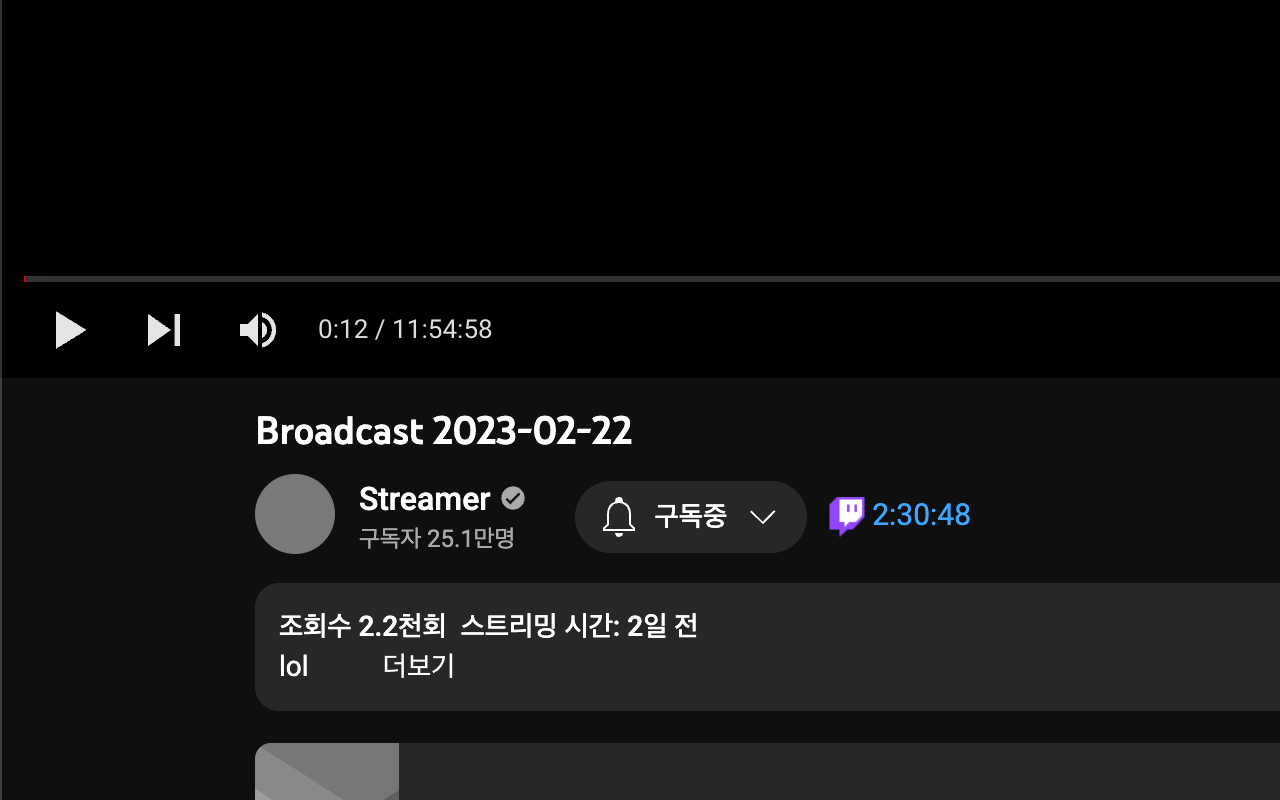 0:12 / 11:54:58
Broadcast 2023-02-22
Streamer
구독자 25.1만명
구독중
2:30:48
조회수 2.2천회 스트리밍 시간: 2일 전
lol 더보기